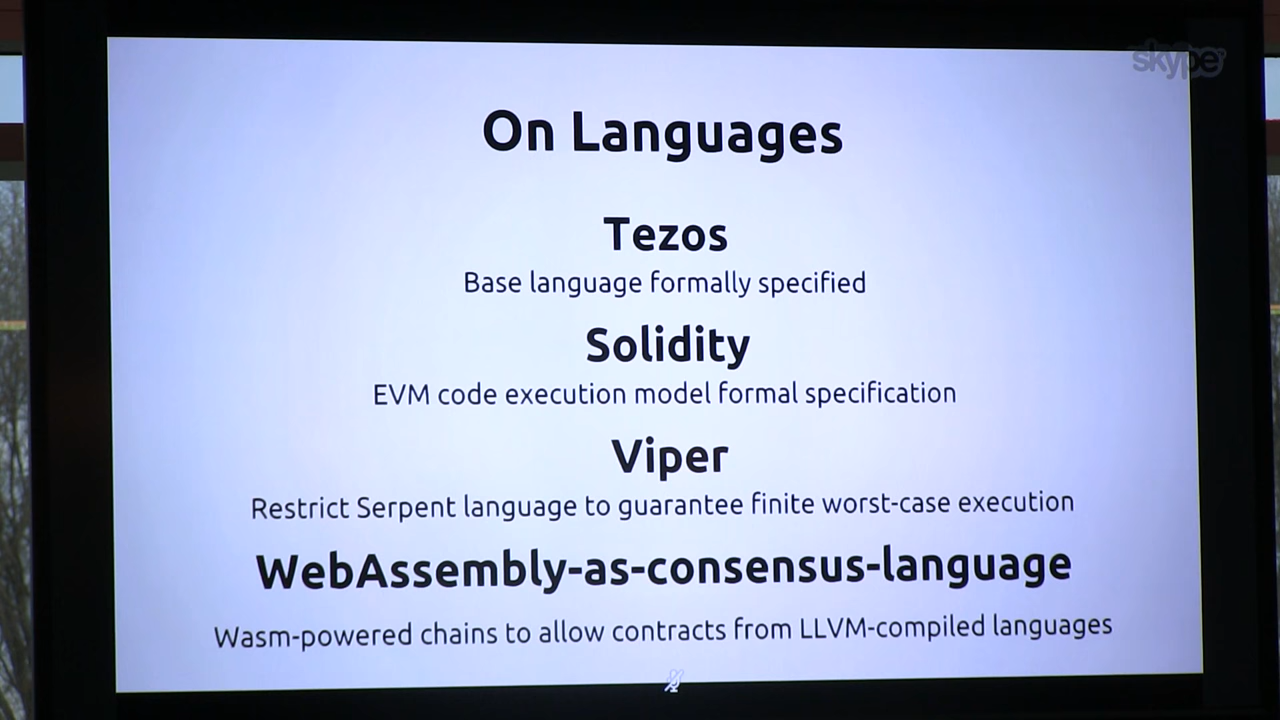 skype
On Languages
Tezos
Base language formally specified
Solidity
EVM code execution model formal specification
Viper
Restrict Serpent language to guarantee finite worst-case execution
WebAssembly-as-consensus-language
Wasm-powered chains to allow contracts from LLVM-compiled languages